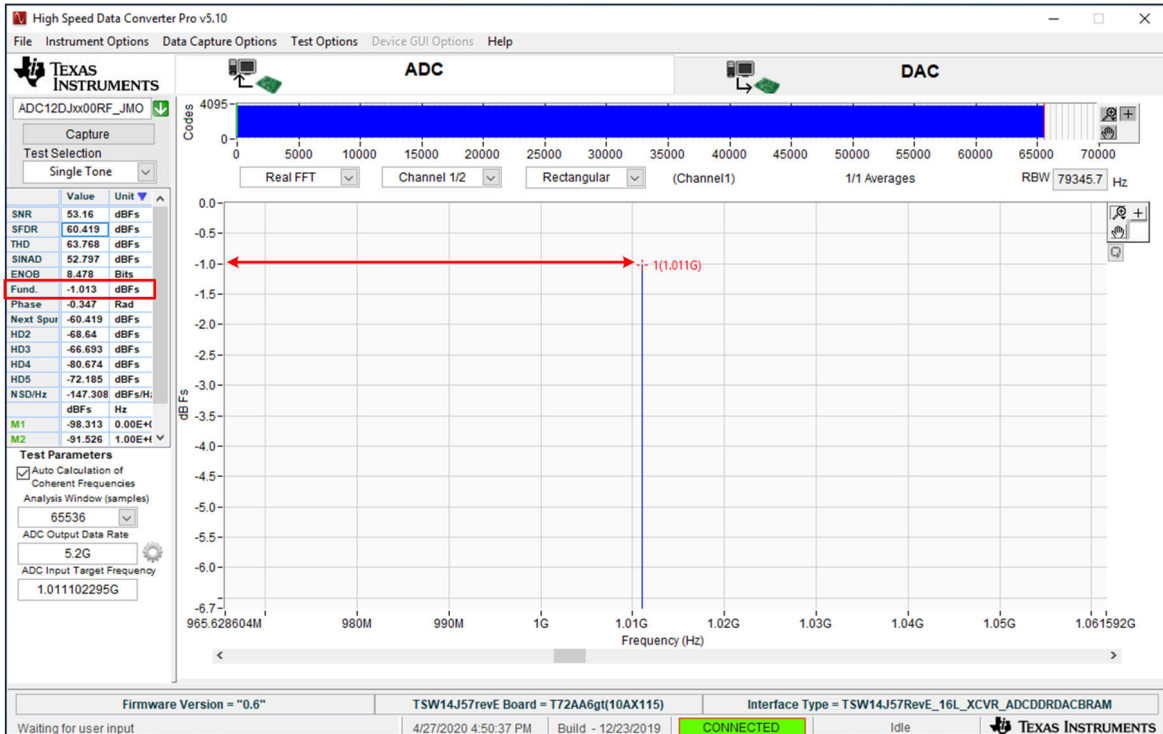 High Speed Data Converter Pro v5.10
File Instrument Options Data Capture Options Test Options Device GUI Options Help
TEXAS INSTRUMENTS
ADC
DAC
ADC12DJxx00RF_JMO
Capture
Test Selection
Single Tone
Value Unit
SNR 53.16 dBFs
SFDR 60.419 dBFs
THD 63.768 dBFs
SINAD 52.797 dBFs
ENOB 8.478 Bits
Fund. -1.013 dBFs
Phase -0.347 Rad
Next Spur -60.419 dBFs
HD2 -68.64 dBFs
HD3 -66.693 dBFs
HD4 -80.674 dBFs
HD5 -72.185 dBFs
NSD/Hz -147.308 dBFs/Hz
dBFs Hz
M1 -98.313 0.00E+(
M2 -91.526 1.00E+(
Test Parameters
Auto Calculation of
Coherent Frequencies
Analysis Window (samples)
65536
ADC Output Data Rate
5.2G
ADC Input Target Frequency
1.011102295G
Codes
4095
0
0 5000 10000 15000 20000 25000 30000 35000 40000 45000 50000 55000 60000 65000 70000
Real FFT Channel 1/2 Rectangular (Channel1) 1/1 Averages RBW 79345.7 Hz
dBFs
0.0
-0.5
-1.0
-1.5
-2.0
-2.5
-3.0
-3.5
-4.0
-4.5
-5.0
-5.5
-6.0
-6.7
1(1.011G)
965.628604M 980M 990M 1G 1.01G 1.02G 1.03G 1.04G 1.05G 1.061592G
Frequency (Hz)
Firmware Version = "0.6" TSW14J57revE Board = T72AA6gt(10AX115) Interface Type = TSW14J57RevE_16L_XCVR_ADCDDRDACBRAM
Waiting for user input 4/27/2020 4:50:37 PM Build - 12/23/2019 CONNECTED Idle TEXAS INSTRUMENTS